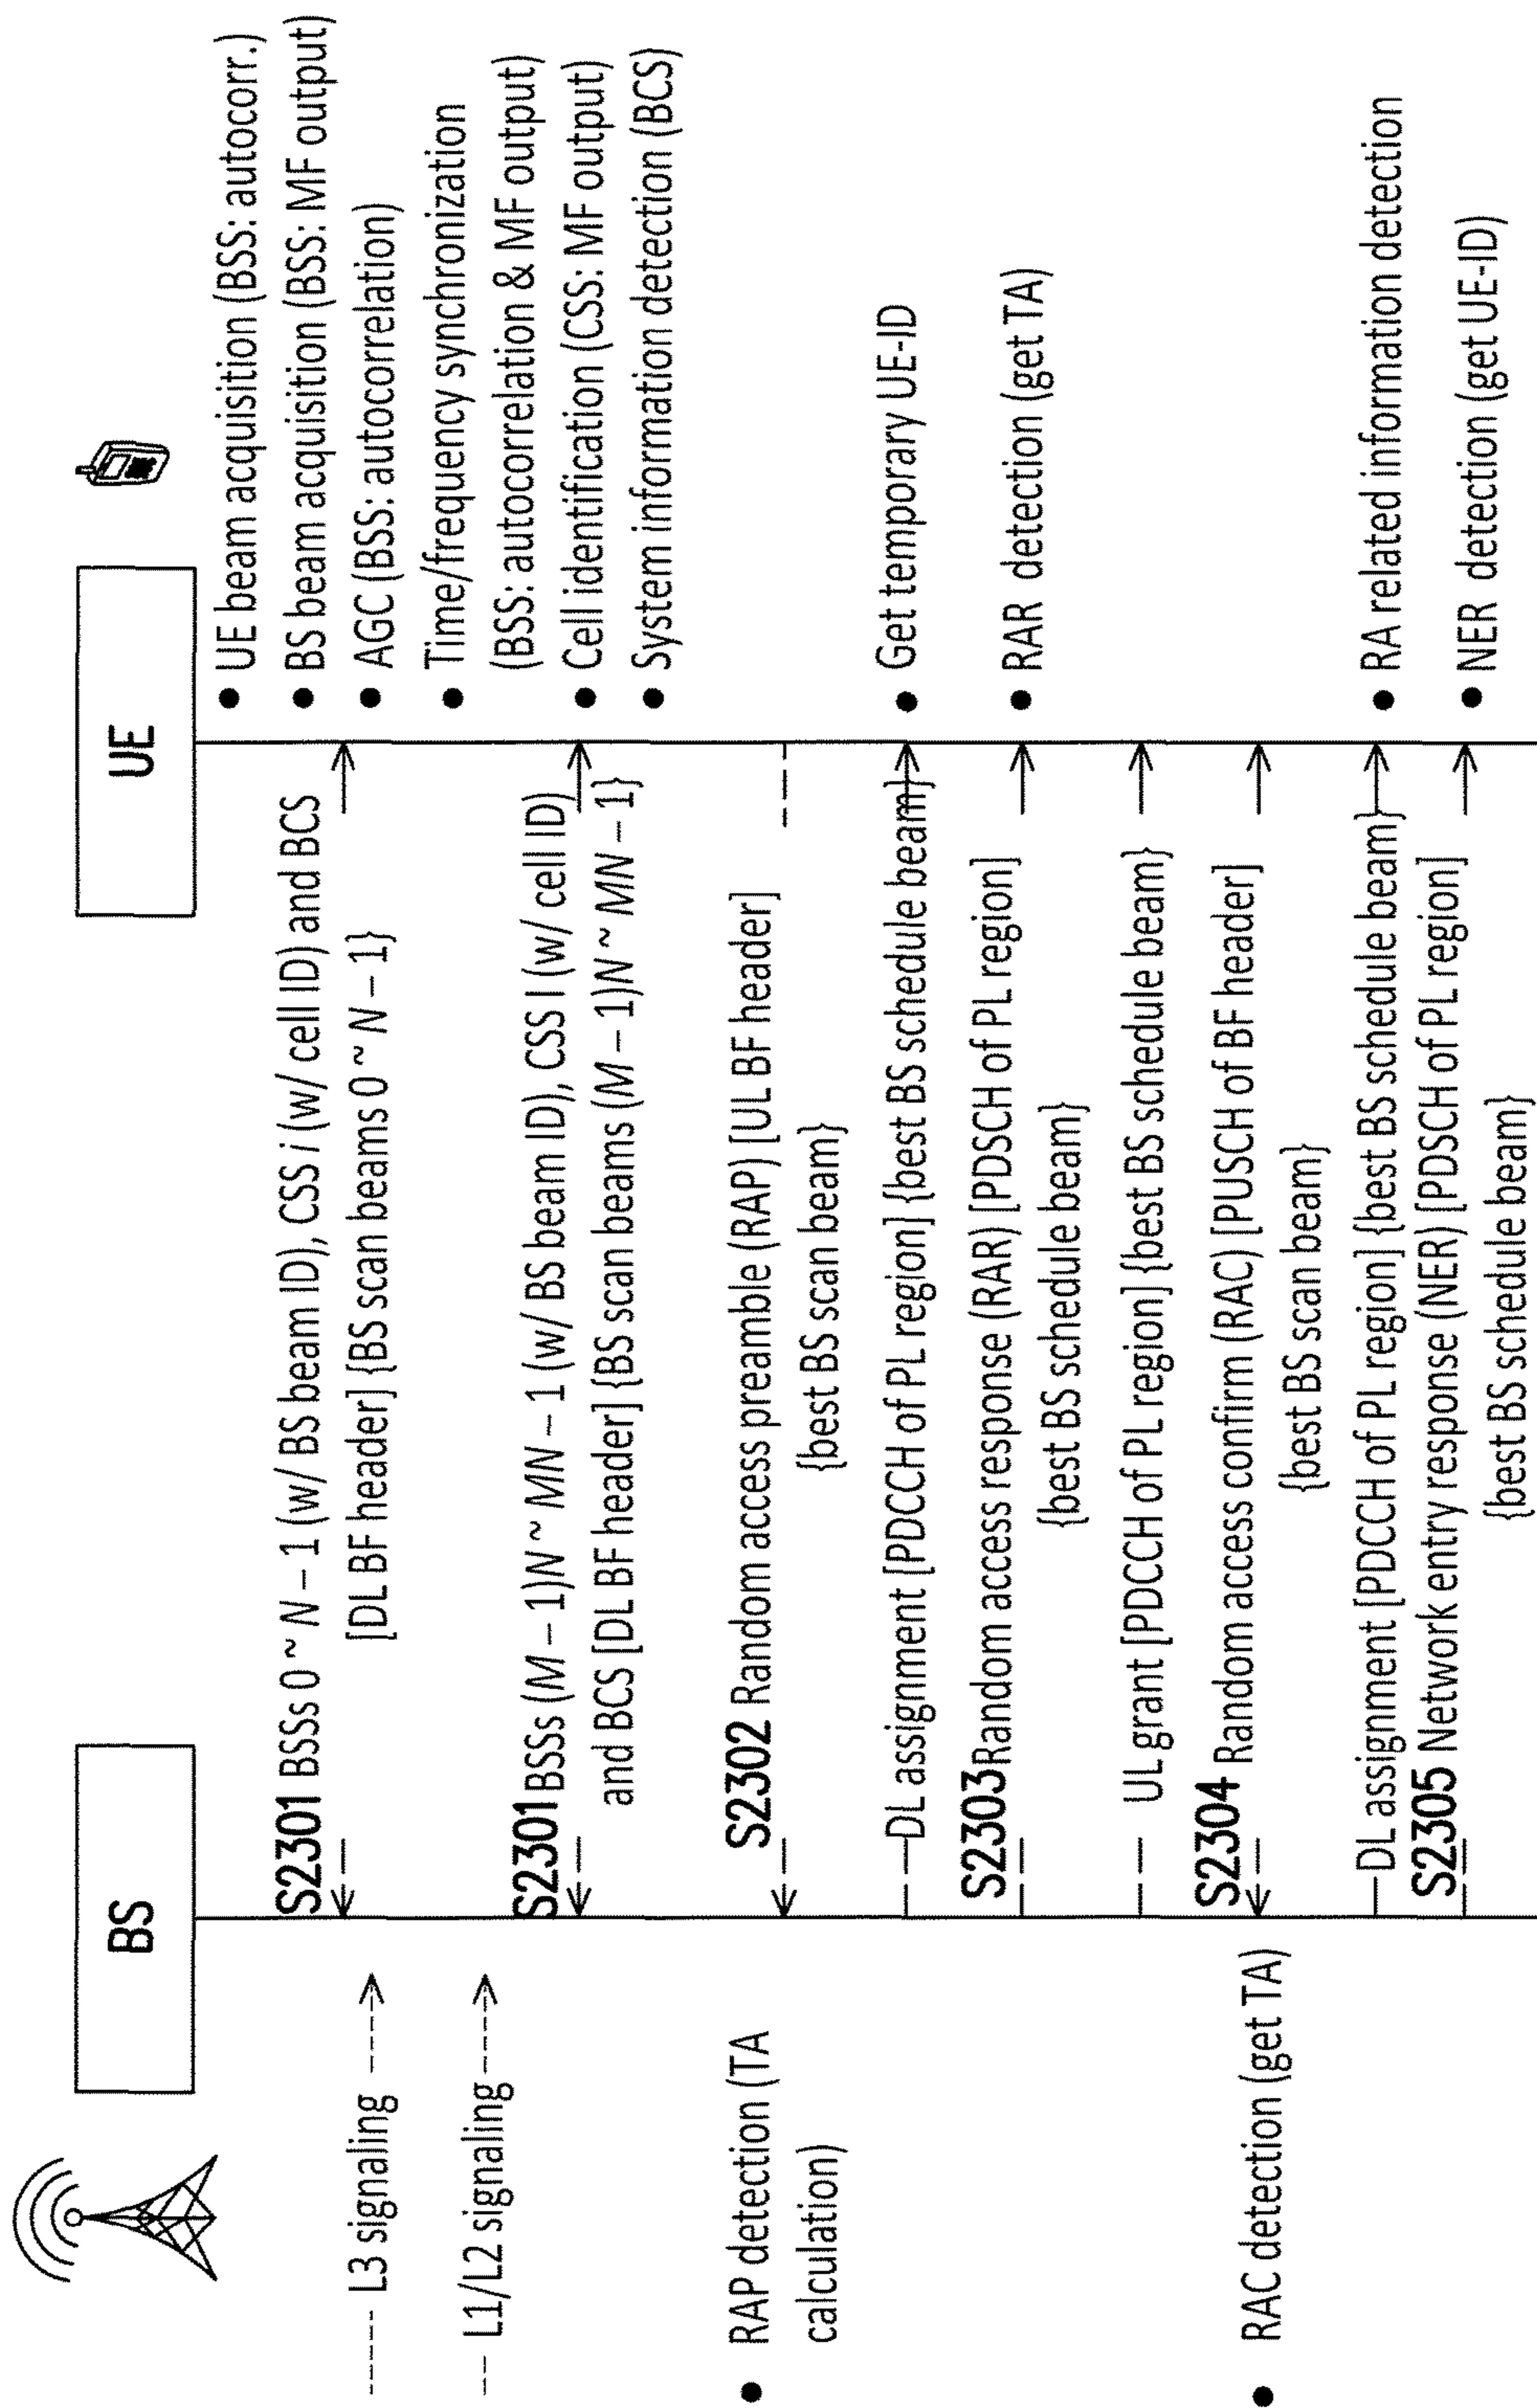 BS
UE
L3 signaling
L1/L2 signaling
S2301 BSSs 0 ~ N – 1 (w/ BS beam ID), CSS i (w/ cell ID) and BCS
[DL BF header] {BS scan beams 0 ~ N – 1}
• UE beam acquisition (BSS: autocorr.)
• BS beam acquisition (BSS: MF output)
• AGC (BSS: autocorrelation)
• Time/frequency synchronization
(BSS: autocorrelation & MF output)
• Cell identification (CSS: MF output)
• System information detection (BCS)
S2301 BSSs (M – 1)N ~ MN – 1 (w/ BS beam ID), CSS I (w/ cell ID)
and BCS [DL BF header] {BS scan beams (M – 1)N ~ MN – 1}
• RAP detection (TA
calculation)
S2302 Random access preamble (RAP) [UL BF header]
{best BS scan beam}
DL assignment [PDCCH of PL region] {best BS schedule beam}
• Get temporary UE-ID
S2303 Random access response (RAR) [PDSCH of PL region]
{best BS schedule beam}
• RAR detection (get TA)
UL grant [PDCCH of PL region] {best BS schedule beam}
• RAC detection (get TA)
S2304 Random access confirm (RAC) [PUSCH of BF header]
{best BS scan beam}
DL assignment [PDCCH of PL region] {best BS schedule beam}
• RA related information detection
S2305 Network entry response (NER) [PDSCH of PL region]
{best BS schedule beam}
• NER detection (get UE-ID)